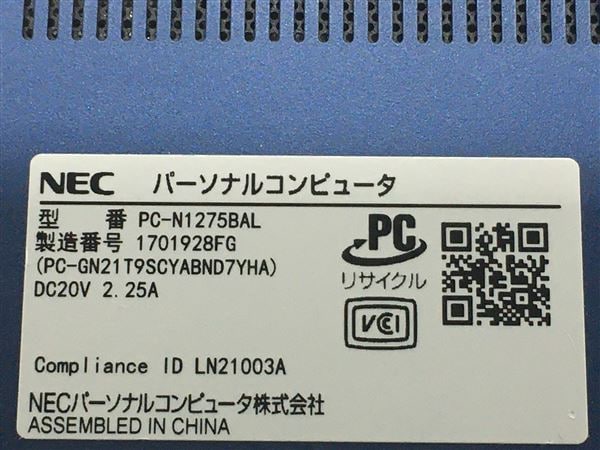 NEC パーソナルコンピュータ
型 番 PC-N1275BAL
製造番号 1701928FG
(PC-GN21T9SCYABND7YHA)
DC20V 2.25A
PC
リサイクル
VCCI
Compliance ID LN21003A
NECパーソナルコンピュータ株式会社
ASSEMBLED IN CHINA